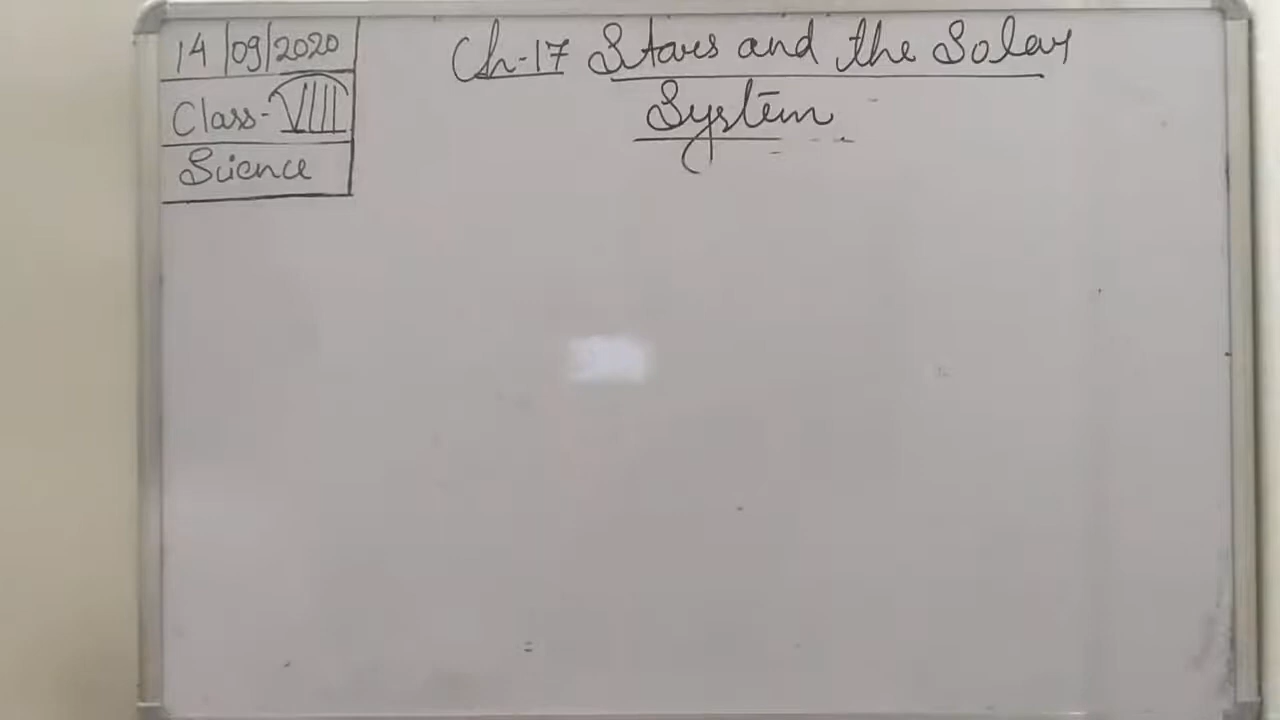 14/09/2020
Class-VIII
Science
Ch-17 Stars and the Solar
System